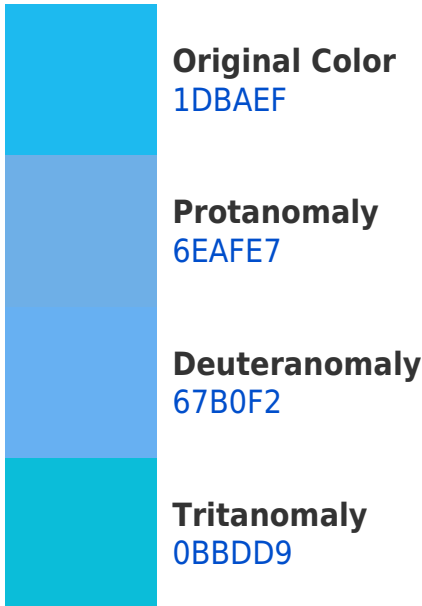 Original Color
1DBAEF
Protanomaly
6EAFE7
Deuteranomaly
67B0F2
Tritanomaly
0BBDD9